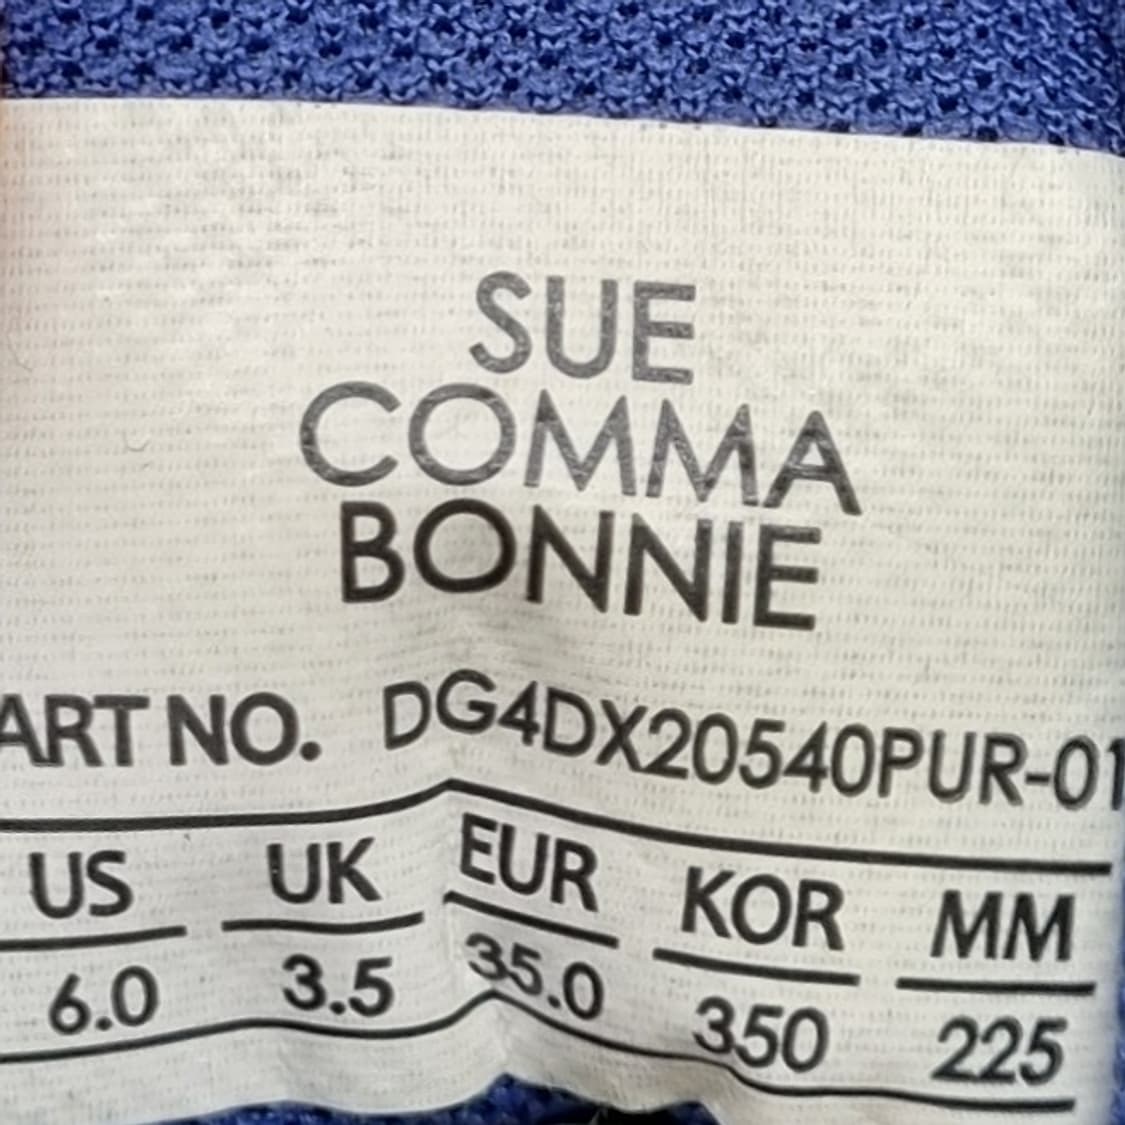 SUE
COMMA
BONNIE
ART NO. DG4DX20540PUR-01
US UK EUR KOR MM
6.0 3.5 35.0 350 225